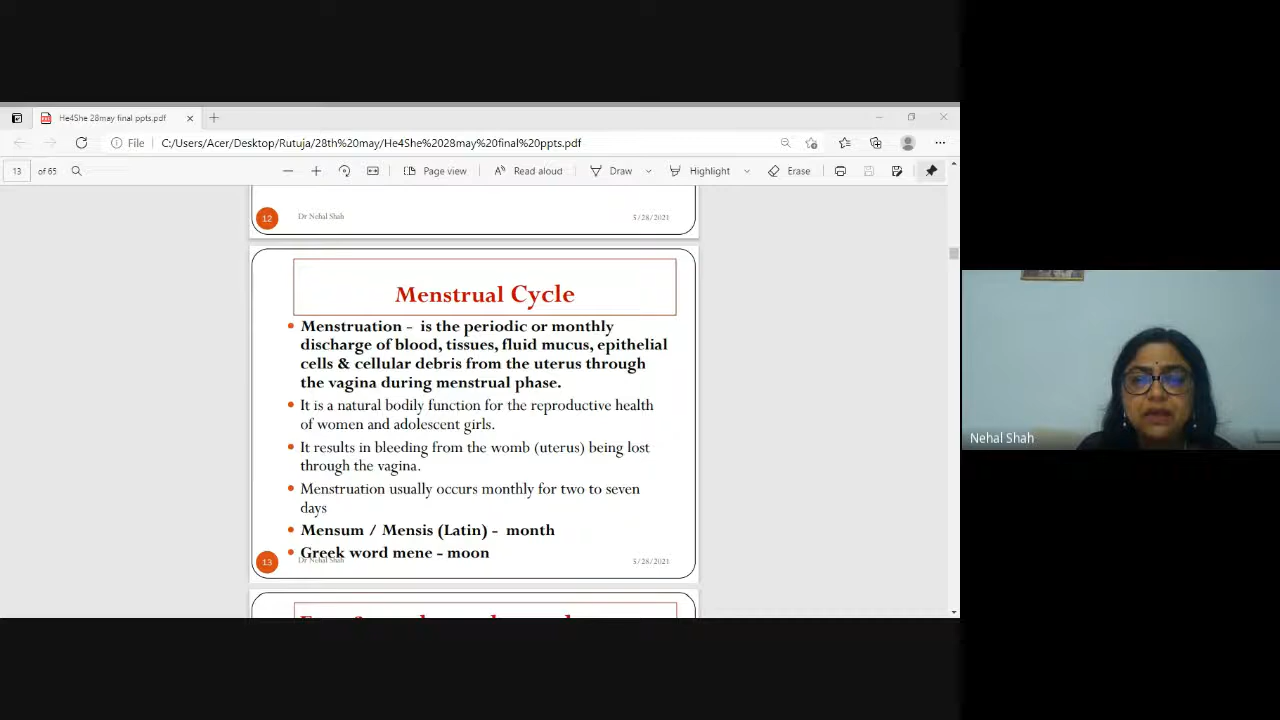 He4She 28may final ppts.pdf
File
C:/Users/Acer/Desktop/Rutuja/28th%20may/He4She%2028may%20final%20ppts.pdf
13 of 65
Page view
Read aloud
Draw
Highlight
Erase
12
Dr Nehal Shah
5/28/2021
Menstrual Cycle
Menstruation - is the periodic or monthly
discharge of blood, tissues, fluid mucus, epithelial
cells & cellular debris from the uterus through
the vagina during menstrual phase.
It is a natural bodily function for the reproductive health
of women and adolescent girls.
It results in bleeding from the womb (uterus) being lost
through the vagina.
Menstruation usually occurs monthly for two to seven
days
Mensum / Mensis (Latin) - month
Greek word mene - moon
13
Dr Nehal Shah
5/28/2021
Nehal Shah